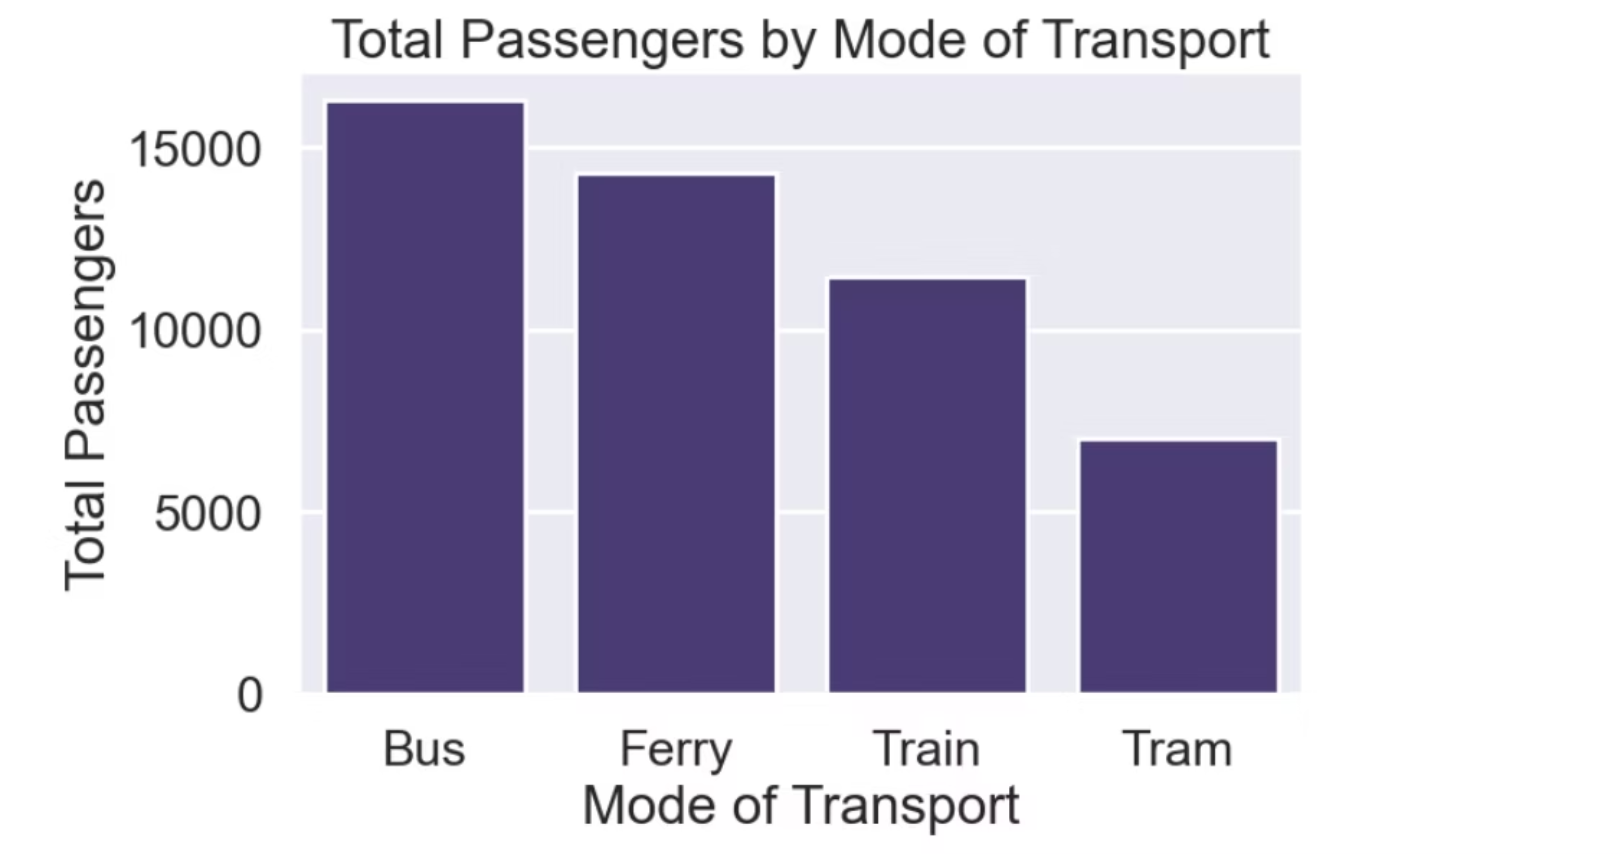 Total Passengers by Mode of Transport
Total Passengers
15000
10000
5000
0
Bus Ferry Train Tram
Mode of Transport